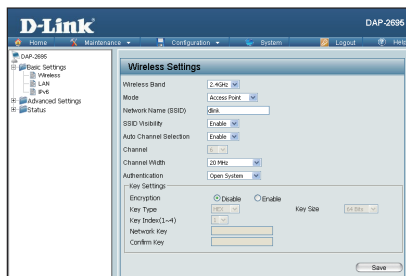 D-Link
DAP-2695
Home Maintenance Configuration System Logout Help
DAP-2695
Basic Settings
Wireless
LAN
IPv6
Advanced Settings
Status
Wireless Settings
Wireless Band 2.4GHz
Mode Access Point
Network Name (SSID) dlink
SSID Visibility Enable
Auto Channel Selection Enable
Channel 6
Channel Width 20 MHz
Authentication Open System
Key Settings
Encryption Disable Enable
Key Type HEX Key Size 64 Bits
Key Index(1~4)
Network Key
Confirm Key
Save